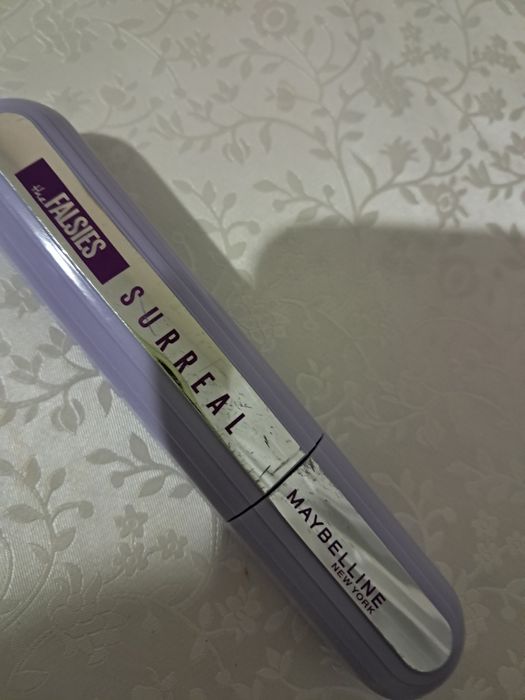 the FALSIES
SURREAL
MAYBELLINE
NEW YORK